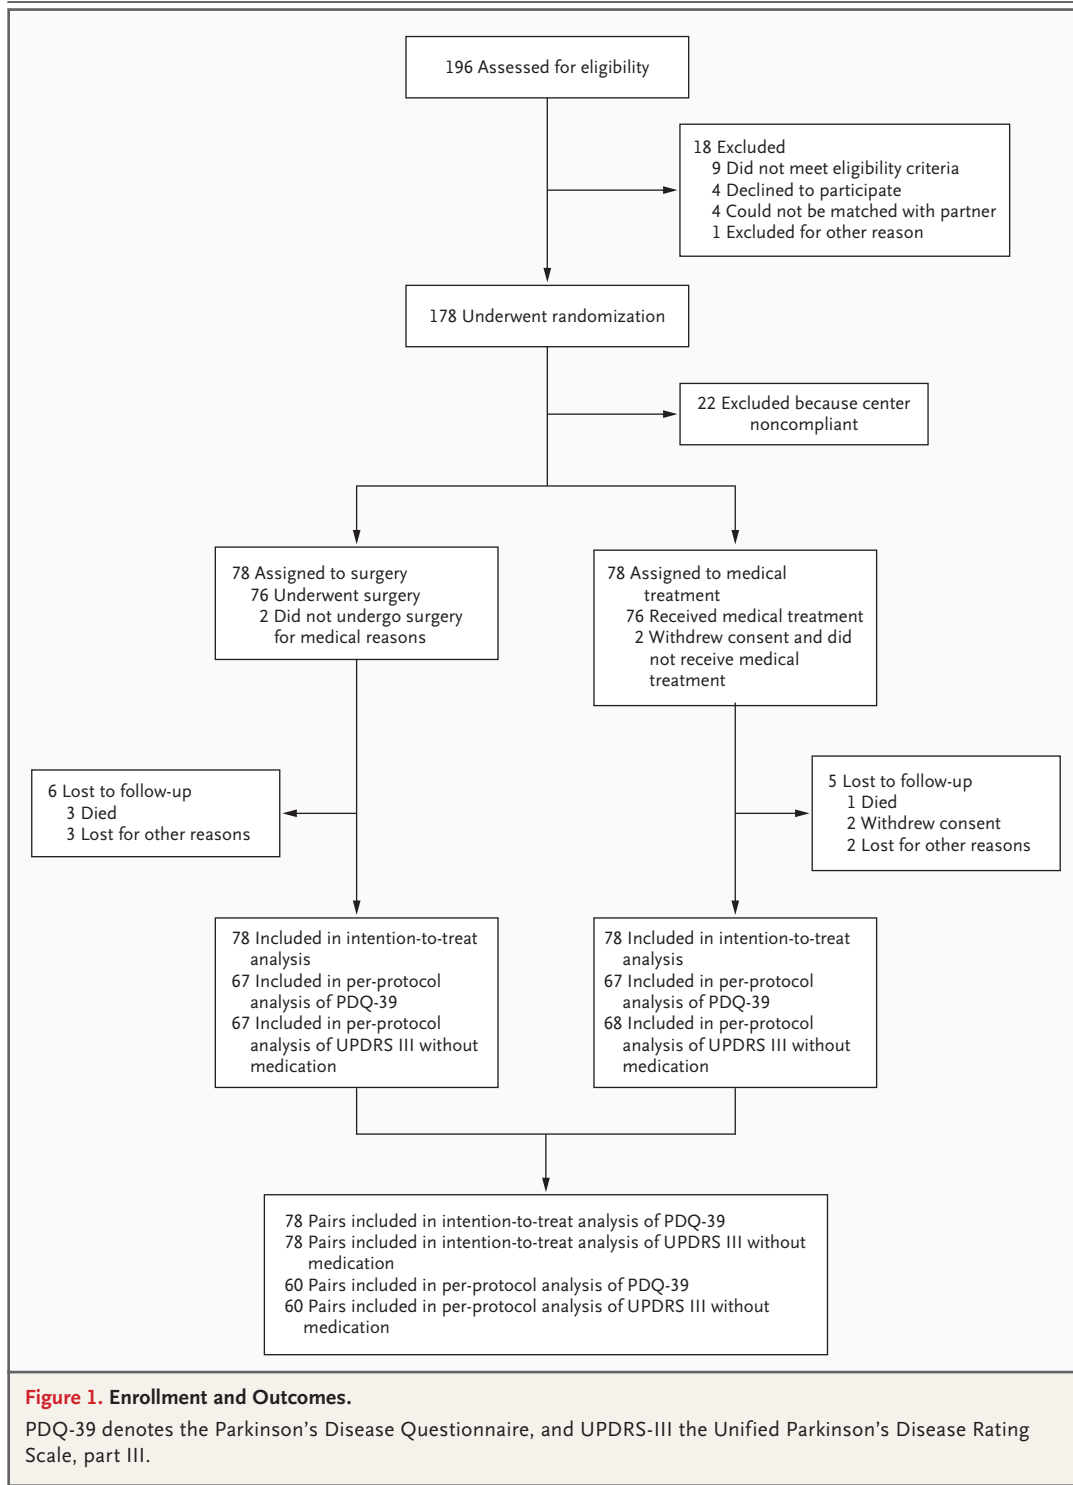 196 Assessed for eligibility
18 Excluded
9 Did not meet eligibility criteria
4 Declined to participate
4 Could not be matched with partner
1 Excluded for other reason
178 Underwent randomization
22 Excluded because center
noncompliant
78 Assigned to surgery
76 Underwent surgery
2 Did not undergo surgery
for medical reasons
78 Assigned to medical
treatment
76 Received medical treatment
2 Withdrew consent and did
not receive medical
treatment
6 Lost to follow-up
3 Died
3 Lost for other reasons
5 Lost to follow-up
1 Died
2 Withdrew consent
2 Lost for other reasons
78 Included in intention-to-treat
analysis
67 Included in per-protocol
analysis of PDQ-39
67 Included in per-protocol
analysis of UPDRS III without
medication
78 Included in intention-to-treat
analysis
67 Included in per-protocol
analysis of PDQ-39
68 Included in per-protocol
analysis of UPDRS III without
medication
78 Pairs included in intention-to-treat analysis of PDQ-39
78 Pairs included in intention-to-treat analysis of UPDRS III without
medication
60 Pairs included in per-protocol analysis of PDQ-39
60 Pairs included in per-protocol analysis of UPDRS III without
medication
Figure 1. Enrollment and Outcomes.
PDQ-39 denotes the Parkinson's Disease Questionnaire, and UPDRS-III the Unified Parkinson's Disease Rating
Scale, part III.